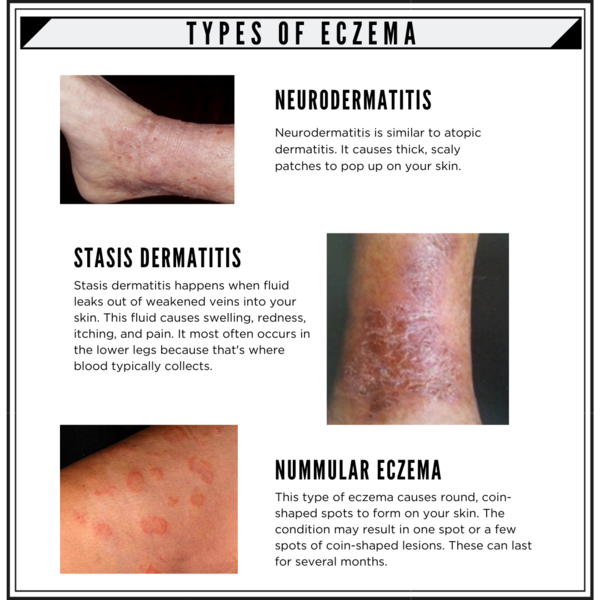 TYPES OF ECZEMA
NEURODERMATITIS
Neurodermatitis is similar to atopic
dermatitis. It causes thick, scaly
patches to pop up on your skin.
STASIS DERMATITIS
Stasis dermatitis happens when fluid
leaks out of weakened veins into your
skin. This fluid causes swelling, redness,
itching, and pain. It most often occurs in
the lower legs because that's where
blood typically collects.
NUMMULAR ECZEMA
This type of eczema causes round, coin-
shaped spots to form on your skin. The
condition may result in one spot or a few
spots of coin-shaped lesions. These can last
for several months.